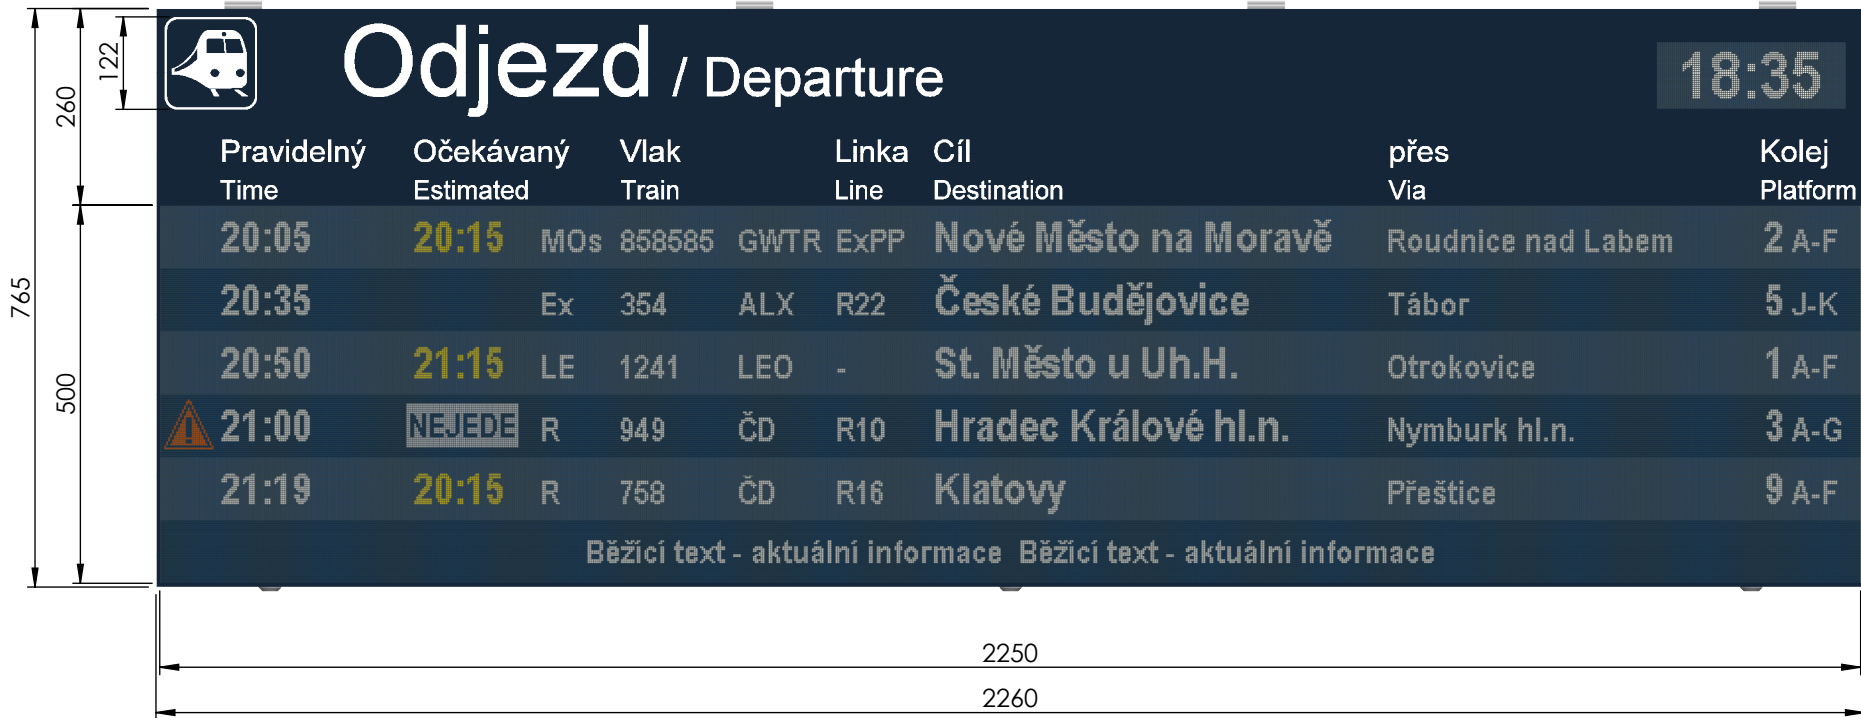 Odjezd / Departure 18:35
Pravidelný Očekávaný Vlak Linka Cíl přes Kolej
Time Estimated Train Line Destination Via Platform
20:05 20:15 MOs 858585 GWTR ExPP Nové Město na Moravě Roudnice nad Labem 2 A-F
20:35 Ex 354 ALX R22 České Budějovice Tábor 5 J-K
20:50 21:15 LE 1241 LEO - St. Město u Uh.H. Otrokovice 1 A-F
21:00 NEJEDE R 949 ČD R10 Hradec Králové hl.n. Nymburk hl.n. 3 A-G
21:19 20:15 R 758 ČD R16 Klatovy Přeštice 9 A-F
Běžící text - aktuální informace Běžící text - aktuální informace
122
260
765
500
2250
2260